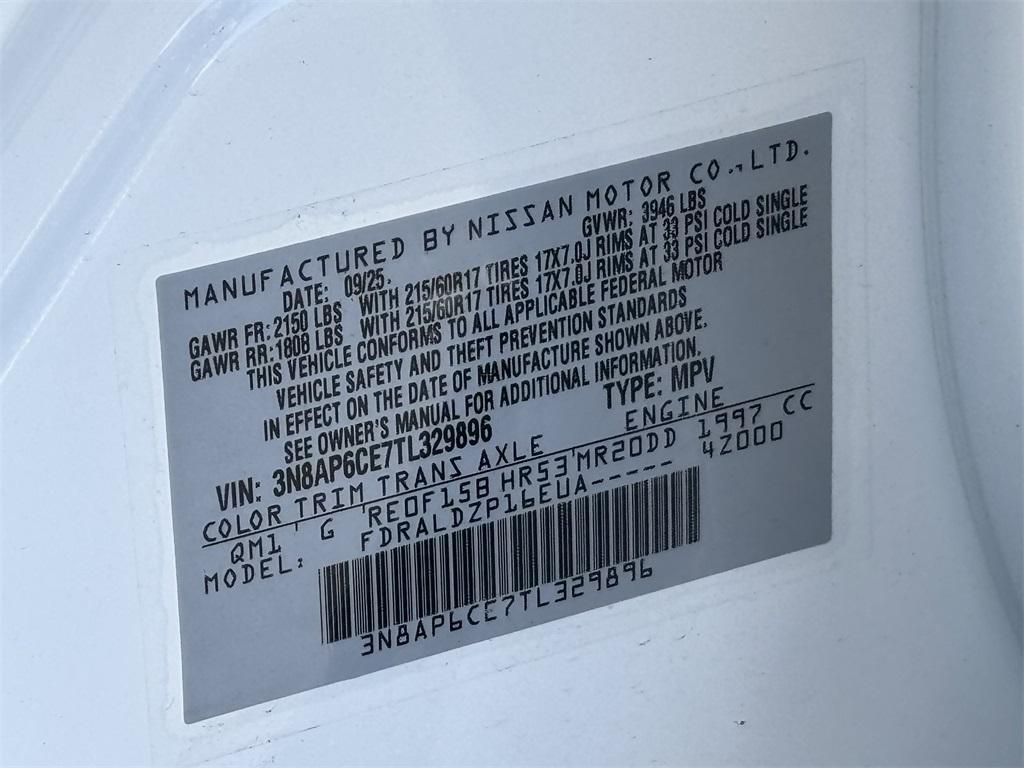 MANUFACTURED BY NISSAN MOTOR CO., LTD.
DATE: 09/25. GVWR: 3946 LBS
GAWR FR: 2150 LBS WITH 215/60R17 TIRES 17X7.0J RIMS AT 33 PSI COLD SINGLE
GAWR RR: 1808 LBS WITH 215/60R17 TIRES 17X7.0J RIMS AT 33 PSI COLD SINGLE
THIS VEHICLE CONFORMS TO ALL APPLICABLE FEDERAL MOTOR
VEHICLE SAFETY AND THEFT PREVENTION STANDARDS
IN EFFECT ON THE DATE OF MANUFACTURE SHOWN ABOVE.
SEE OWNER'S MANUAL FOR ADDITIONAL INFORMATION.
VIN: 3N8AP6CE7TL329896 TYPE: MPV
COLOR TRIM TRANS AXLE ENGINE
QM1 G RE0F15B HR53 MR20DD 1997 CC
MODEL: FDRALDZP16EUA----- 42000
3N8AP6CE7TL329896